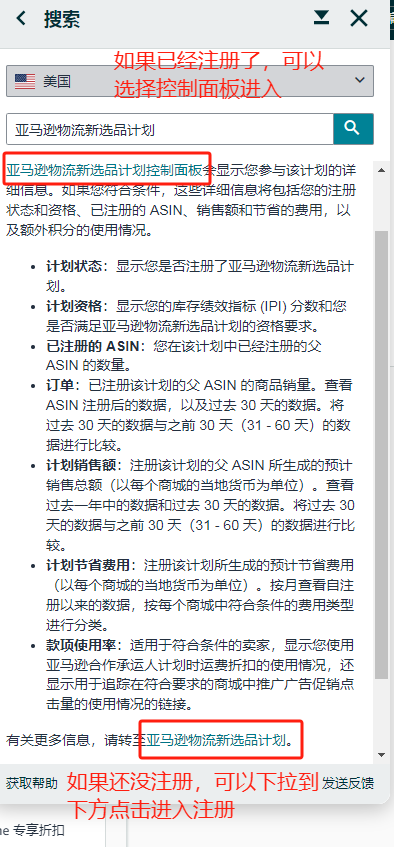 搜索
如果已经注册了，可以
选择控制面板进入
美国
亚马逊物流新选品计划
亚马逊物流新选品计划控制面板会显示您参与该计划的详
细信息。如果您符合条件，这些详细信息将包括您的注册
状态和资格、已注册的 ASIN、销售额和节省的费用，以
及额外积分的使用情况。
• 计划状态：显示您是否注册了亚马逊物流新选品计
划。
• 计划资格：显示您的库存绩效指标 (IPI) 分数和您
是否满足亚马逊物流新选品计划的资格要求。
• 已注册的 ASIN：您在该计划中已经注册的父
ASIN 的数量。
• 订单：已注册该计划的父 ASIN 的商品销量。查看
ASIN 注册后的数据，以及过去 30 天的数据。将
过去 30 天的数据与之前 30 天（31 - 60 天）的数
据进行比较。
• 计划销售额：注册该计划的父 ASIN 所生成的预计
销售总额（以每个商城的当地货币为单位）。查看
过去一年中的数据和过去 30 天的数据。将过去 30
天的数据与之前 30 天（31 - 60 天）的数据进行比
较。
• 计划节省费用：注册该计划所生成的预计节省费用
（以每个商城的当地货币为单位）。按月查看自注
册以来的数据，按每个商城中符合条件的费用类型
进行分类。
• 款项使用率：适用于符合条件的卖家，显示您使用
亚马逊合作承运人计划时运费折扣的使用情况，还
显示用于追踪在符合要求的商城中推广广告促销点
击量的使用情况的链接。
有关更多信息，请转至亚马逊物流新选品计划。
获取帮助
如果还没注册，可以下拉到
下方点击进入注册
发送反馈
ne 专享折扣